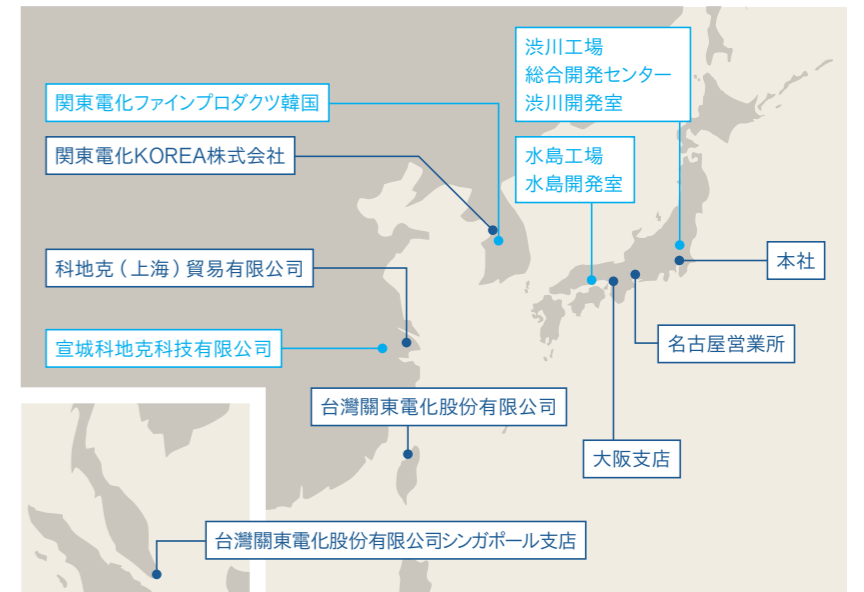 渋川工場
総合開発センター
渋川開発室
関東電化ファインプロダクツ韓国
関東電化KOREA株式会社
水島工場
水島開発室
科地克（上海）貿易有限公司
本社
宣城科地克科技有限公司
名古屋営業所
台灣關東電化股份有限公司
大阪支店
台灣關東電化股份有限公司シンガポール支店